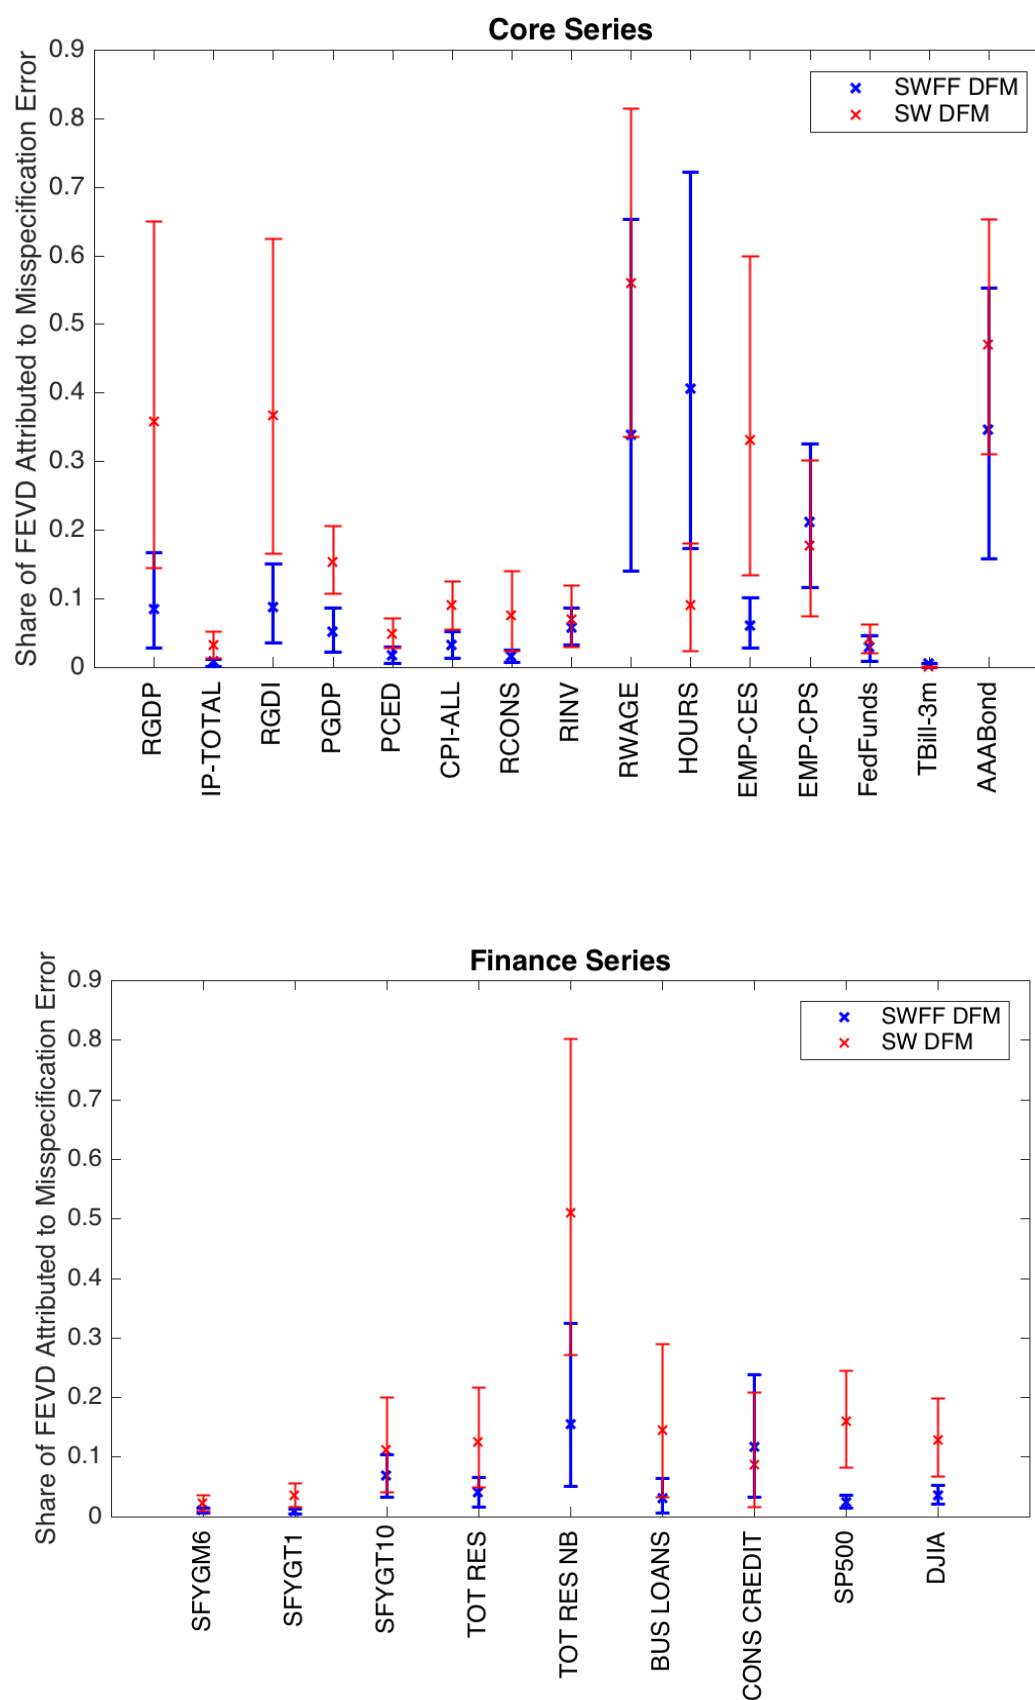 Core Series
Share of FEVD Attributed to Misspecification Error
0.9
0.8
0.7
0.6
0.5
0.4
0.3
0.2
0.1
0
SWFF DFM
SW DFM
RGDP
IP-TOTAL
RGDI
PGDP
PCED
CPI-ALL
RCONS
RINV
RWAGE
HOURS
EMP-CES
EMP-CPS
FedFunds
TBill-3m
AAABond
Finance Series
Share of FEVD Attributed to Misspecification Error
0.9
0.8
0.7
0.6
0.5
0.4
0.3
0.2
0.1
0
SWFF DFM
SW DFM
SFYGM6
SFYGT1
SFYGT10
TOT RES
TOT RES NB
BUS LOANS
CONS CREDIT
SP500
DJIA